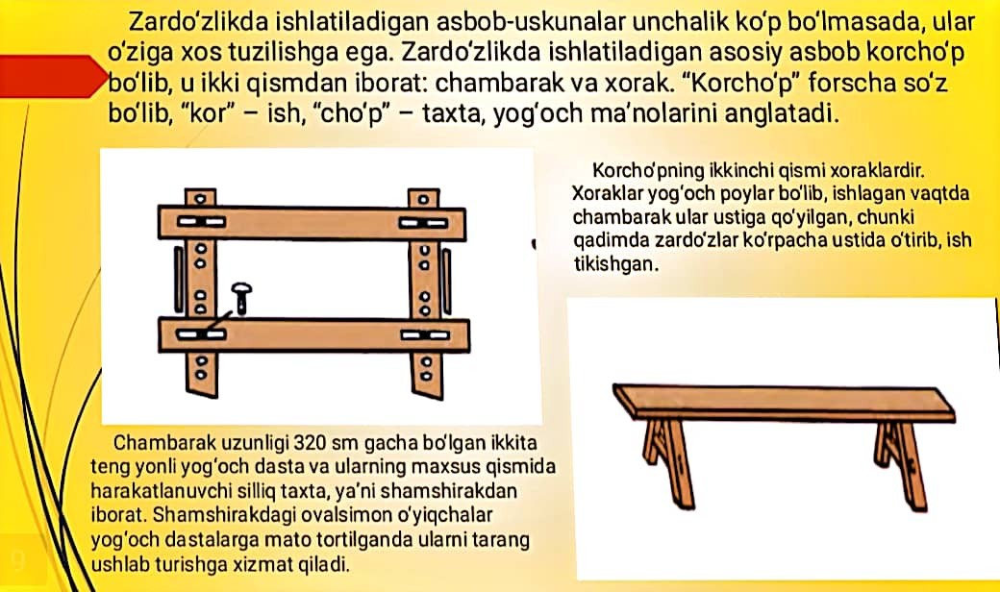 Zardo‘zlikda ishlatiladigan asbob-uskunalar unchalik ko‘p bo‘lmasada, ular
o‘ziga xos tuzilishga ega. Zardo‘zlikda ishlatiladigan asosiy asbob korcho‘p
bo‘lib, u ikki qismdan iborat: chambarak va xorak. “Korcho‘p” forscha so‘z
bo‘lib, “kor” – ish, “cho‘p” – taxta, yog‘och ma’nolarini anglatadi.
Korcho‘pning ikkinchi qismi xoraklardir.
Xoraklar yog‘och poylar bo‘lib, ishlagan vaqtda
chambarak ular ustiga qo‘yilgan, chunki
qadimda zardo‘zlar ko‘rpacha ustida o‘tirib, ish
tikishgan.
Chambarak uzunligi 320 sm gacha bo‘lgan ikkita
teng yonli yog‘och dasta va ularning maxsus qismida
harakatlanuvchi silliq taxta, ya’ni shamshirakdan
iborat. Shamshirakdagi ovalsimon o‘yiqchalar
yog‘och dastalarga mato tortilganda ularni tarang
ushlab turishga xizmat qiladi.
9